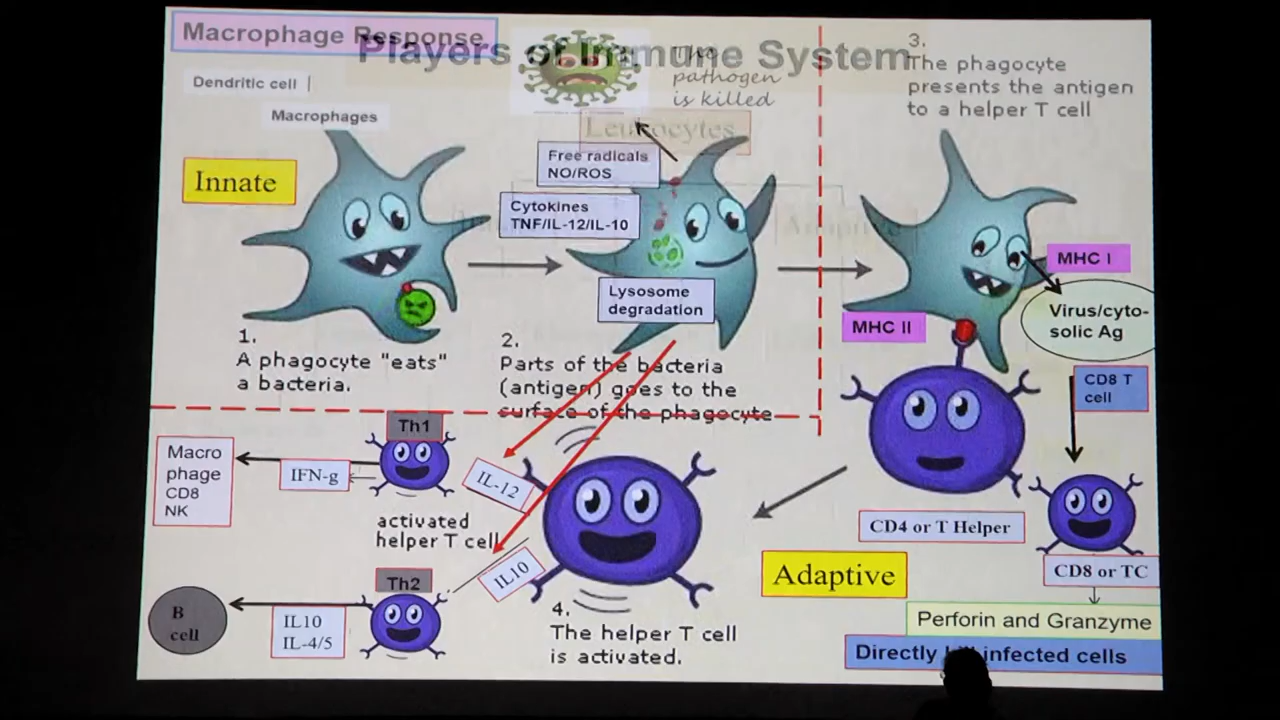 Macrophage Response
Players of Immune System
Dendritic cell
Macrophages
Innate
The
pathogen
is killed
Leukocytes
Free radicals
NO/ROS
Cytokines
TNF/IL-12/IL-10
Adaptive
Lysosome
degradation
1.
A phagocyte "eats"
a bacteria.
2.
Parts of the bacteria
(antigen) goes to the
surface of the phagocyte
3.
The phagocyte
presents the antigen
to a helper T cell
MHC I
Virus/cyto-
solic Ag
MHC II
CD8 T
cell
CD4 or T Helper
CD8 or TC
Perforin and Granzyme
Directly kill infected cells
Adaptive
4.
The helper T cell
is activated.
IL-12
IL10
Th1
IFN-g
Macro
phage
CD8
NK
activated
helper T cell
Th2
IL10
IL-4/5
B
cell